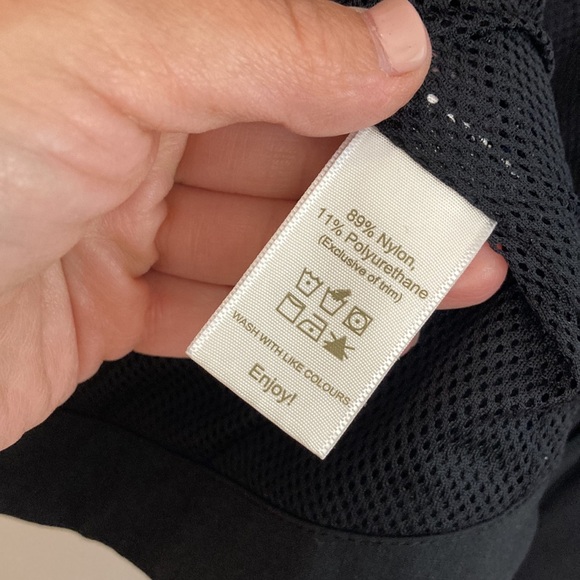 89% Nylon,
11% Polyurethane
(Exclusive of trim)
WASH WITH LIKE COLOURS.
Enjoy!